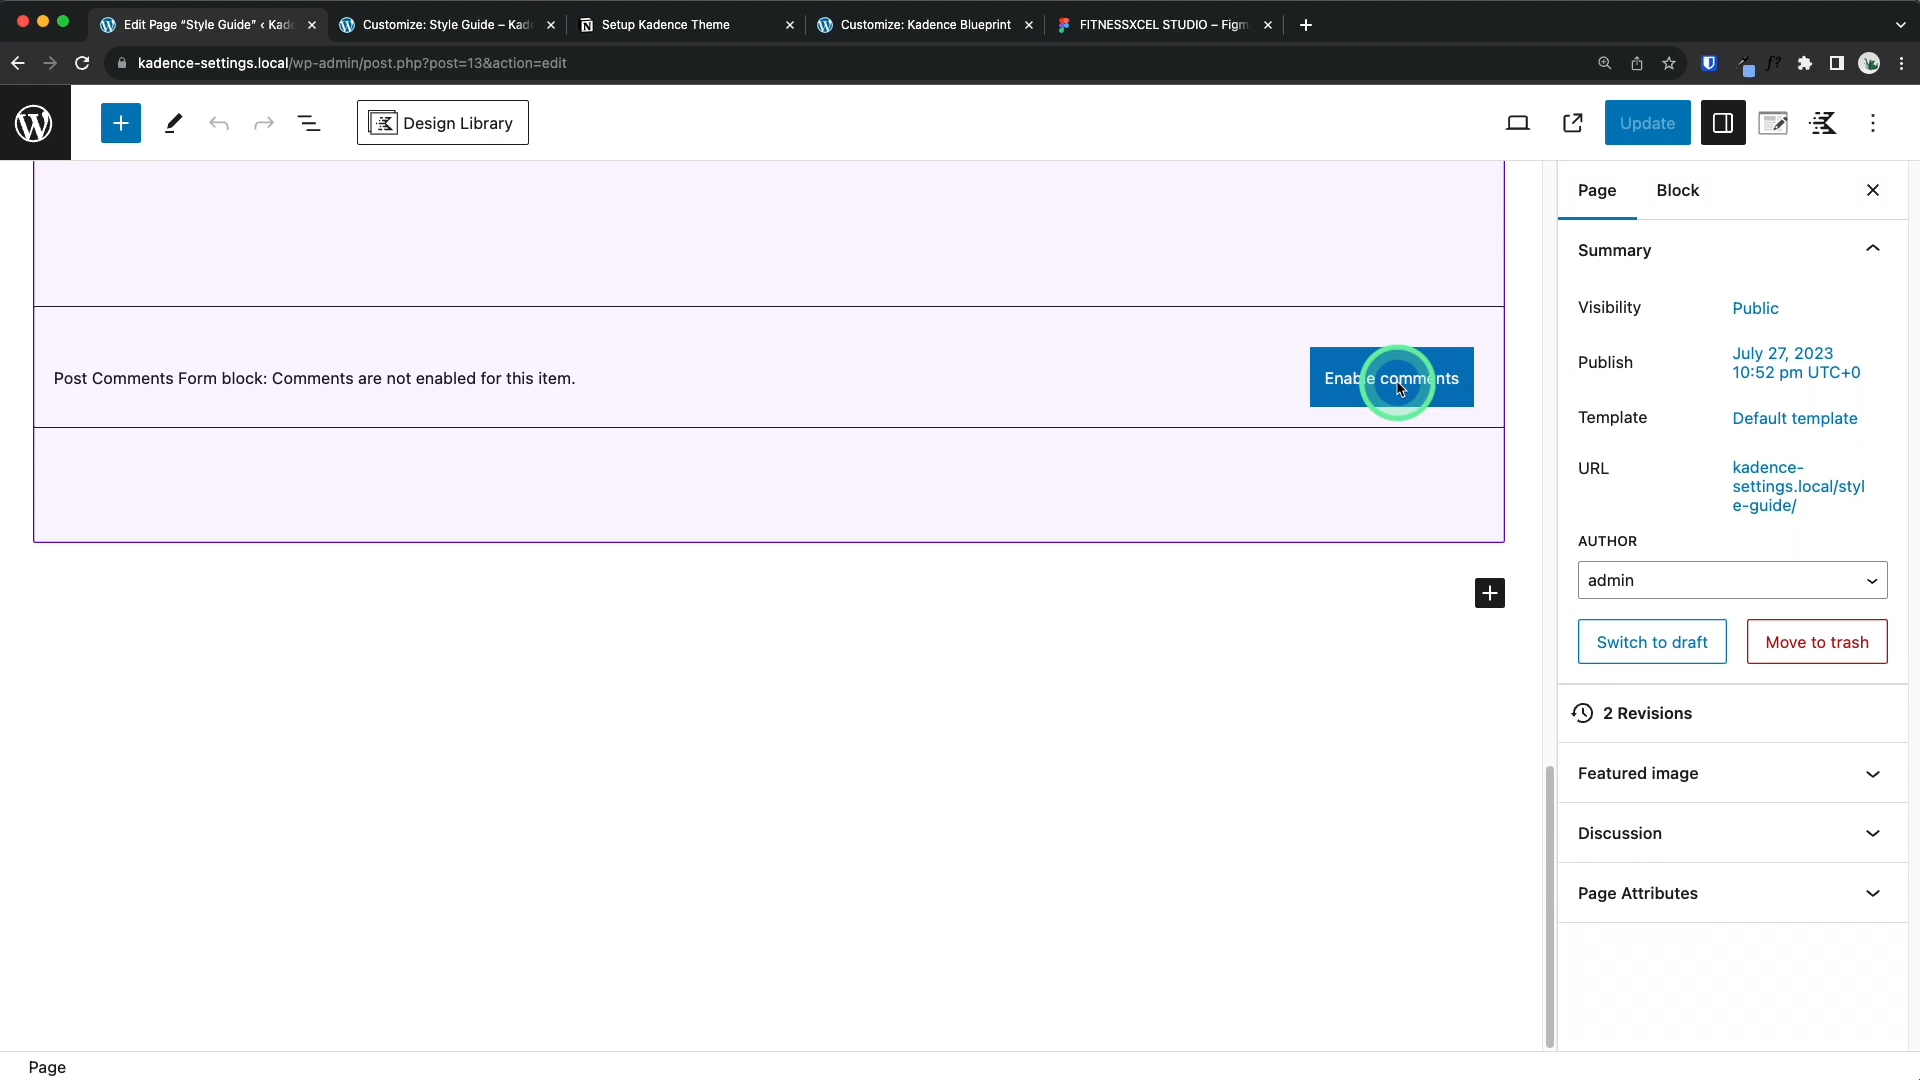 Edit Page “Style Guide” ‹ Kade
Customize: Style Guide – Kade
Setup Kadence Theme
Customize: Kadence Blueprint
FITNESSXCEL STUDIO – Figm
kadence-settings.local/wp-admin/post.php?post=13&action=edit
Design Library
Update
Page
Block
Summary
Visibility
Public
Publish
July 27, 2023
10:52 pm UTC+0
Template
Default template
URL
kadence-
settings.local/styl
e-guide/
AUTHOR
admin
Switch to draft
Move to trash
2 Revisions
Featured image
Discussion
Page Attributes
Post Comments Form block: Comments are not enabled for this item.
Enable comments
Page